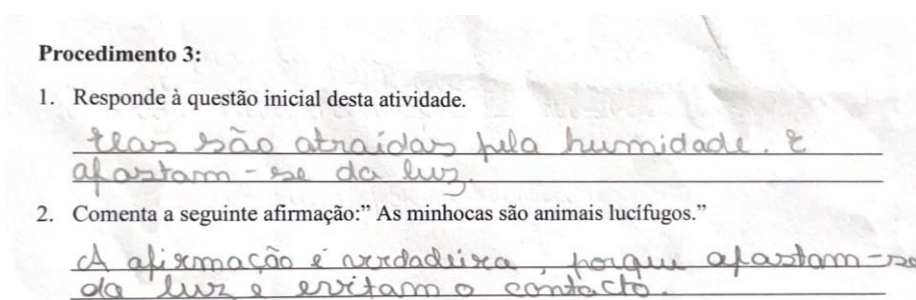 Procedimento 3:
1. Responde à questão inicial desta atividade.
Elas são atraídas pela humidade. E
afastam-se da luz.
2. Comenta a seguinte afirmação:” As minhocas são animais lucífugos.”
A afirmação é verdadeira, porque afastam-se
da luz e evitam o contacto.